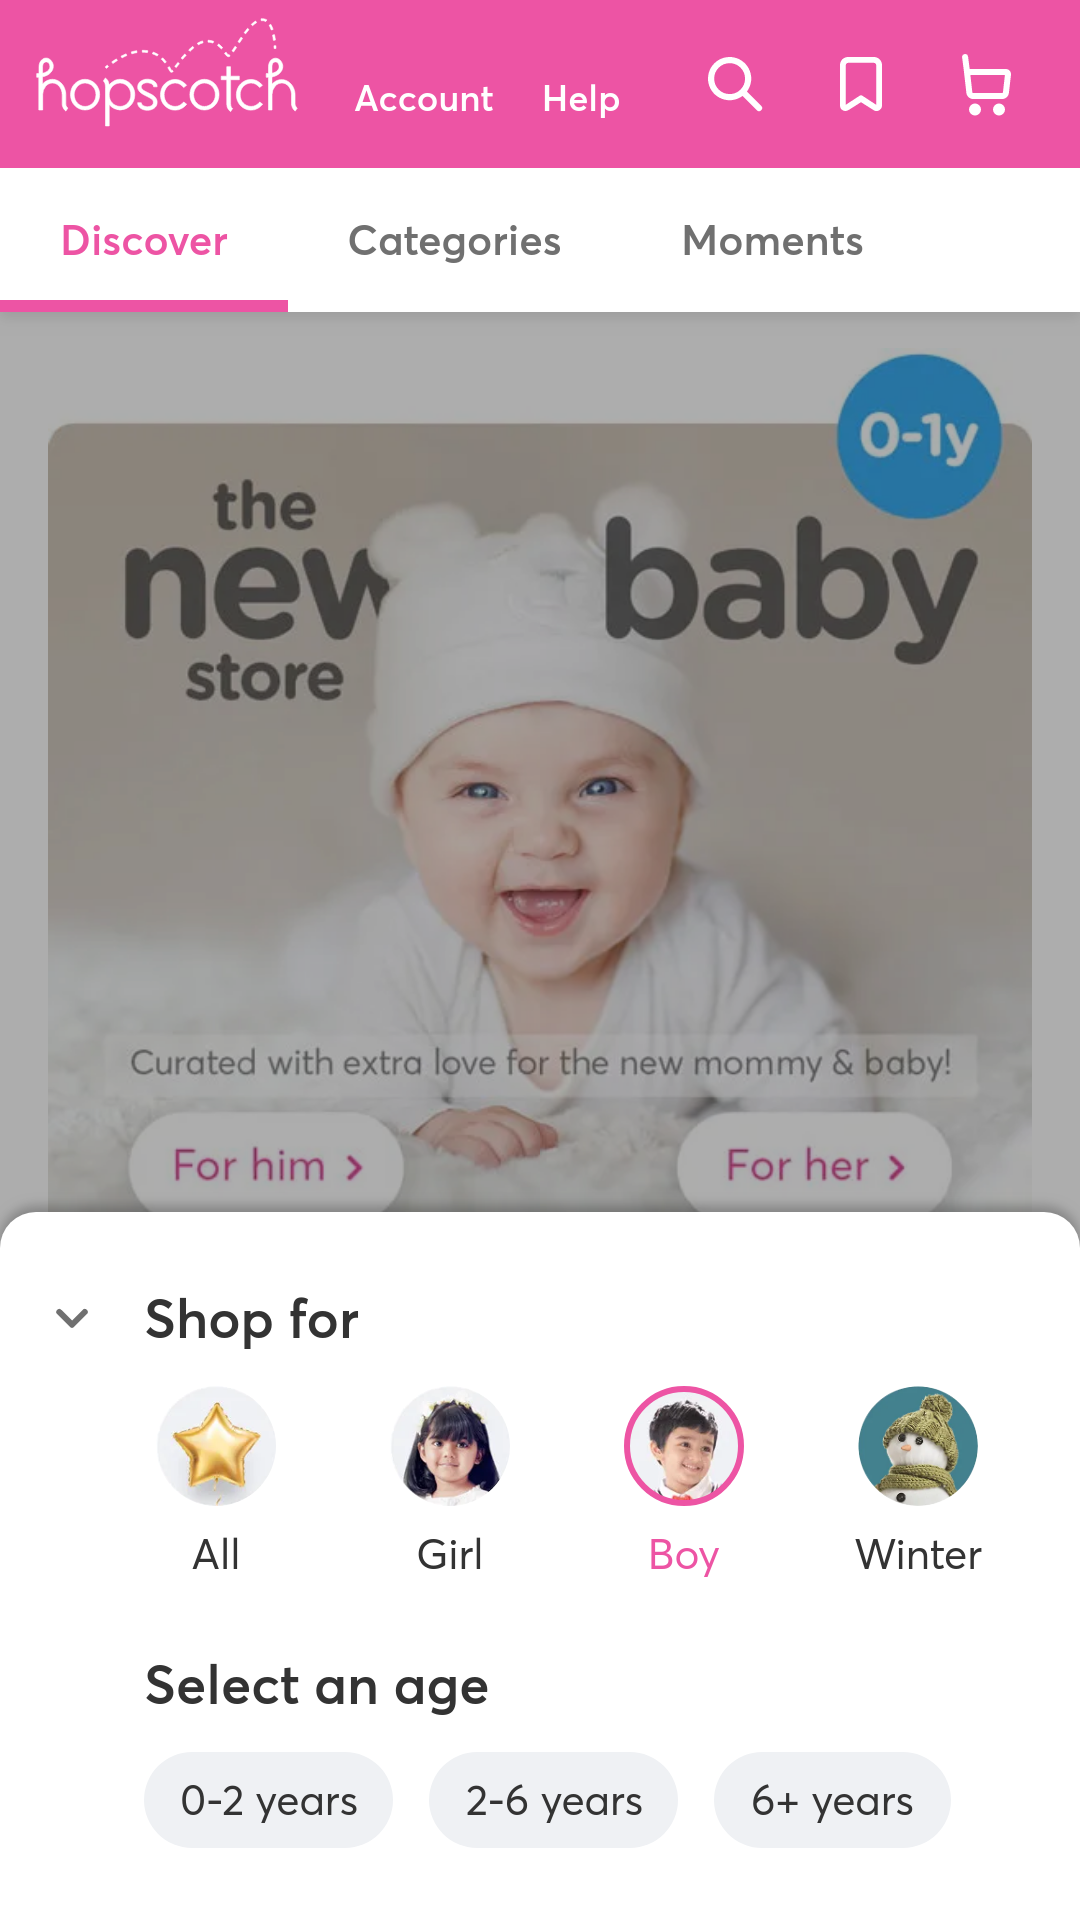 hopscotch
Account
Help
Discover
Categories
Moments
0-1y
the
new baby
store
Curated with extra love for the new mommy & baby!
For him
For her
Shop for
All
Girl
Boy
Winter
Select an age
0-2 years
2-6 years
6+ years